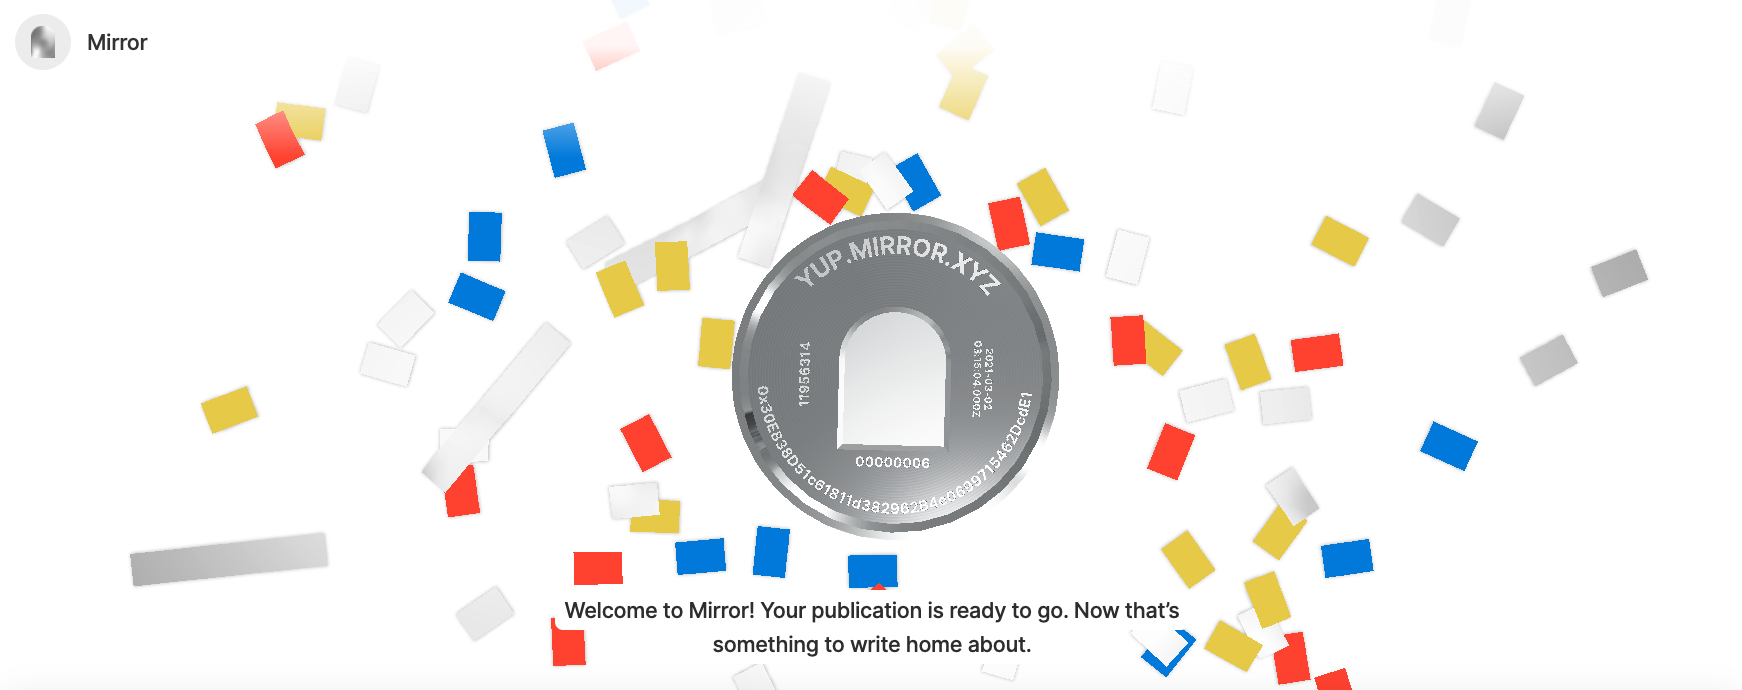 Mirror
YUP.MIRROR.XYZ
11956314
2021-03-02
03:15:04.000Z
00000006
Welcome to Mirror! Your publication is ready to go. Now that's
something to write home about.